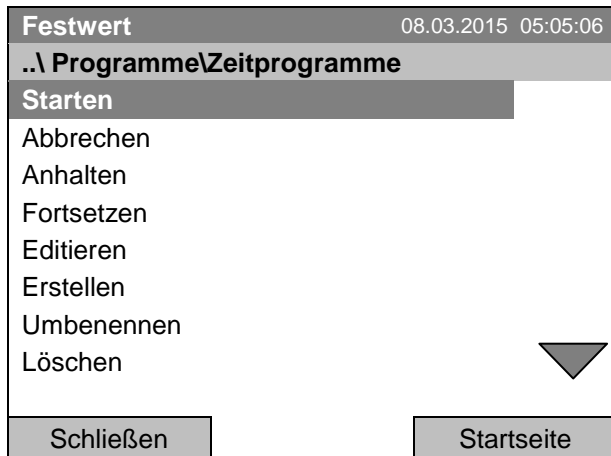 Festwert 08.03.2015 05:05:06
..\ Programme\Zeitprogramme
Starten
Abbrechen
Anhalten
Fortsetzen
Editieren
Erstellen
Umbenennen
Löschen
Schließen Startseite